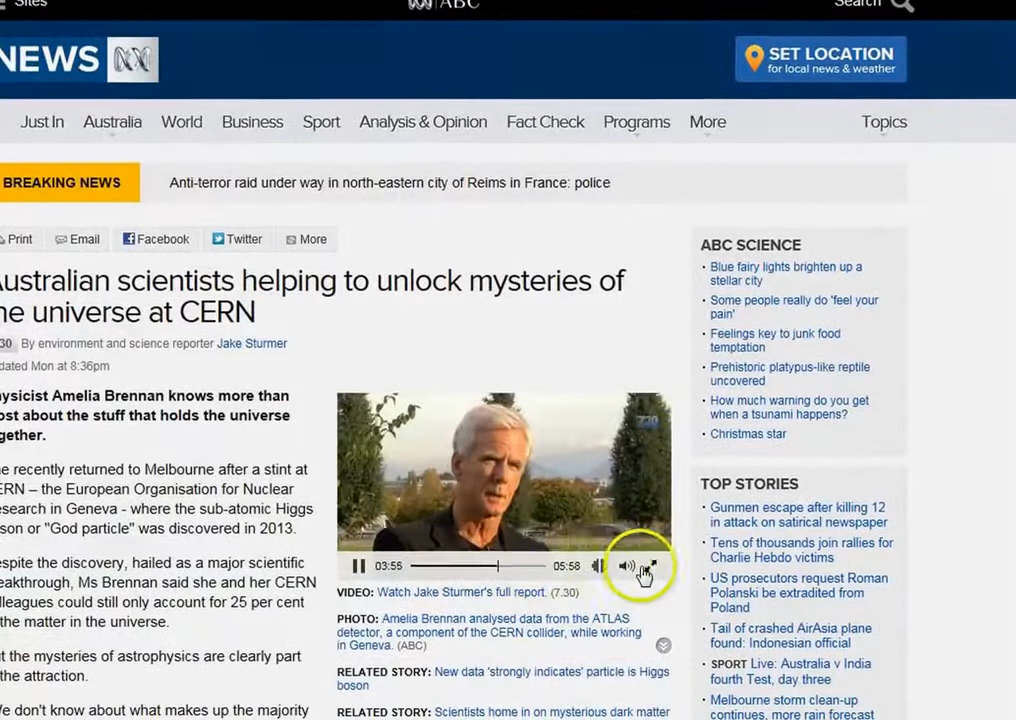 Sites
ABC
Search
NEWS
SET LOCATION
for local news & weather
Just In
Australia
World
Business
Sport
Analysis & Opinion
Fact Check
Programs
More
Topics
BREAKING NEWS
Anti-terror raid under way in north-eastern city of Reims in France: police
Print
Email
Facebook
Twitter
More
Australian scientists helping to unlock mysteries of
he universe at CERN
30 By environment and science reporter Jake Sturmer
dated Mon at 8:36pm
ysicist Amelia Brennan knows more than
ost about the stuff that holds the universe
gether.
e recently returned to Melbourne after a stint at
ERN – the European Organisation for Nuclear
esearch in Geneva - where the sub-atomic Higgs
son or "God particle" was discovered in 2013.
espite the discovery, hailed as a major scientific
eakthrough, Ms Brennan said she and her CERN
lleagues could still only account for 25 per cent
the matter in the universe.
t the mysteries of astrophysics are clearly part
the attraction.
e don't know about what makes up the majority
7.30
03:55
05:58
VIDEO: Watch Jake Sturmer's full report. (7.30)
PHOTO: Amelia Brennan analysed data from the ATLAS
detector, a component of the CERN collider, while working
in Geneva. (ABC)
RELATED STORY: New data 'strongly indicates' particle is Higgs
boson
RELATED STORY: Scientists home in on mysterious dark matter
ABC SCIENCE
Blue fairy lights brighten up a
stellar city
Some people really do 'feel your
pain'
Feelings key to junk food
temptation
Prehistoric platypus-like reptile
uncovered
How much warning do you get
when a tsunami happens?
Christmas star
TOP STORIES
Gunmen escape after killing 12
in attack on satirical newspaper
Tens of thousands join rallies for
Charlie Hebdo victims
US prosecutors request Roman
Polanski be extradited from
Poland
Tail of crashed AirAsia plane
found: Indonesian official
SPORT Live: Australia v India
fourth Test, day three
Melbourne storm clean-up
continues, more rain forecast